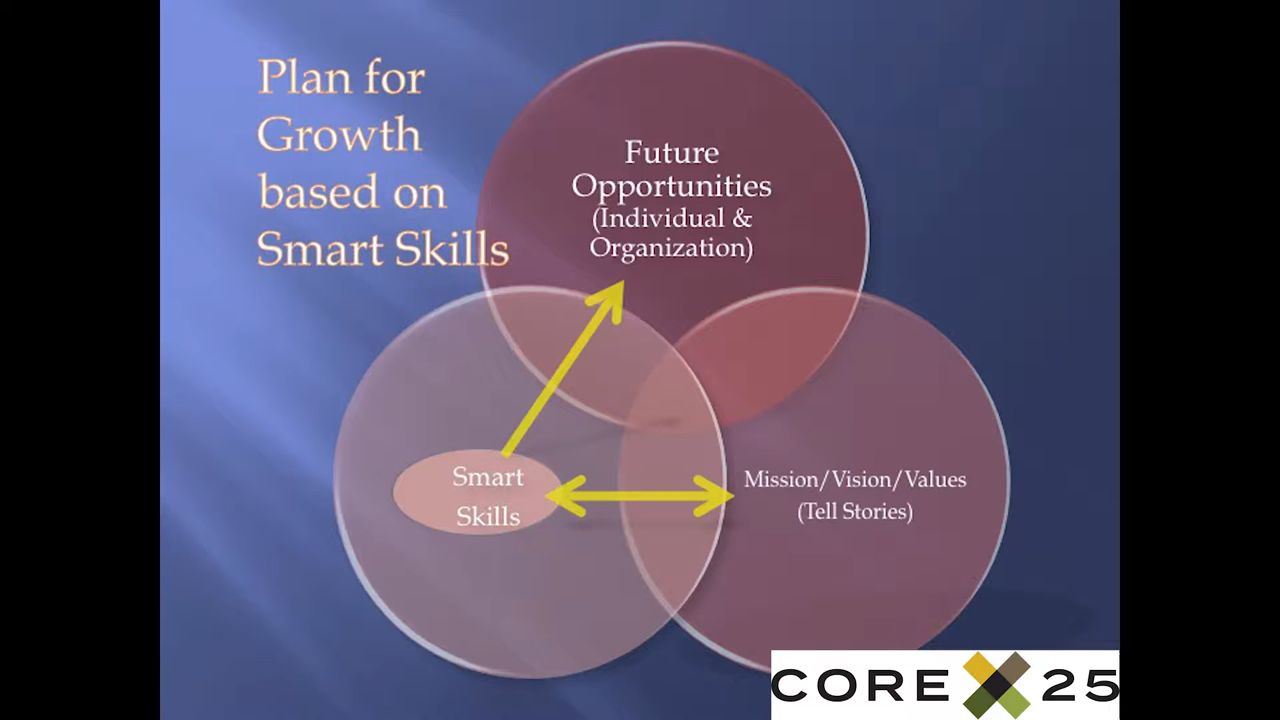 Plan for
Growth
based on
Smart Skills
Future
Opportunities
(Individual &
Organization)
Smart
Skills
Mission/Vision/Values
(Tell Stories)
CORE X 25